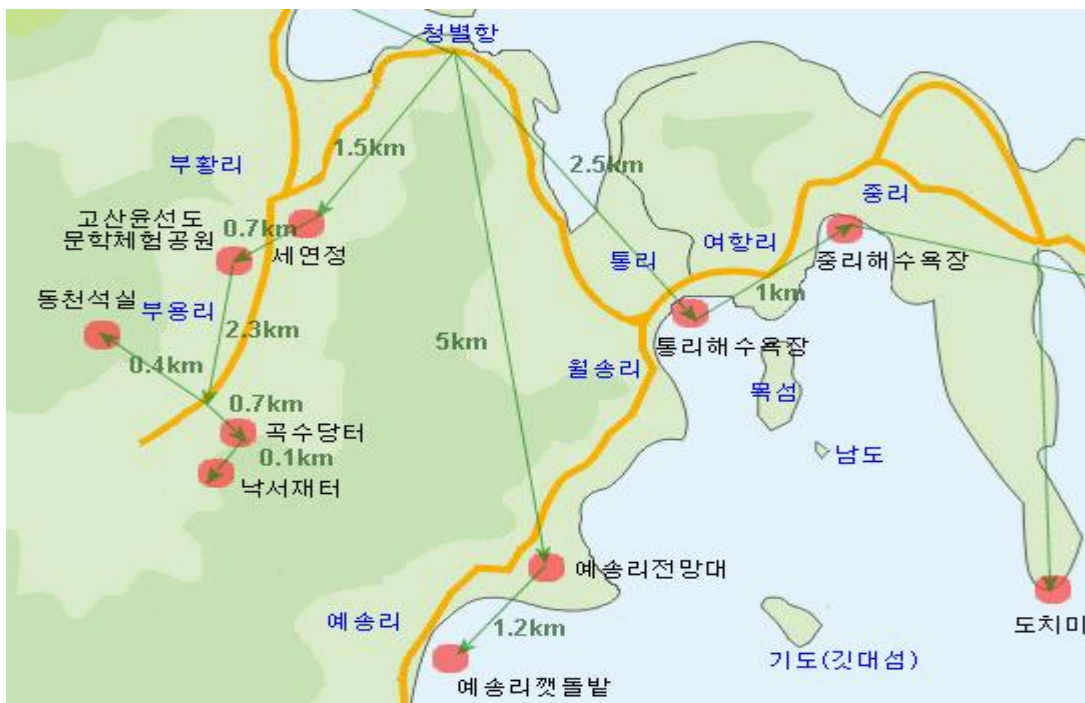 청별항
1.5km
2.5km
부황리
중리
고산윤선도
문학체험공원
0.7km
세연정
여항리
통리
중리해수욕장
동천석실
부용리
1km
2.3km
5km
통리해수욕장
0.4km
월송리
목섬
0.7km
곡수당터
0.1km
남도
낙서재터
예송리전망대
예송리
1.2km
도치미
기도(깃대섬)
예송리깻돌밭